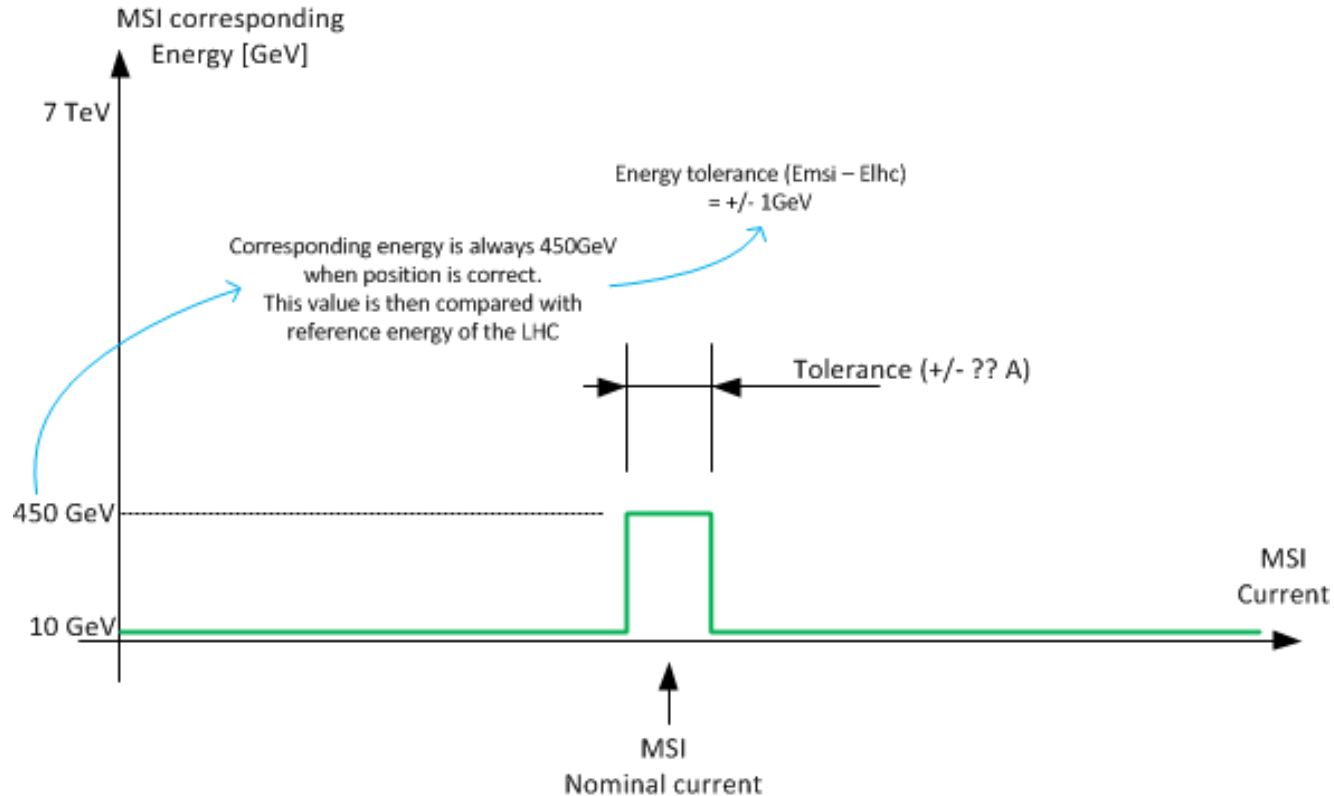 MSI corresponding
Energy [GeV]
7 TeV
Energy tolerance (Emsi – Elhc)
= +/- 1GeV
Corresponding energy is always 450GeV
when position is correct.
This value is then compared with
reference energy of the LHC
Tolerance (+/- ?? A)
450 GeV
MSI
Current
10 GeV
MSI
Nominal current